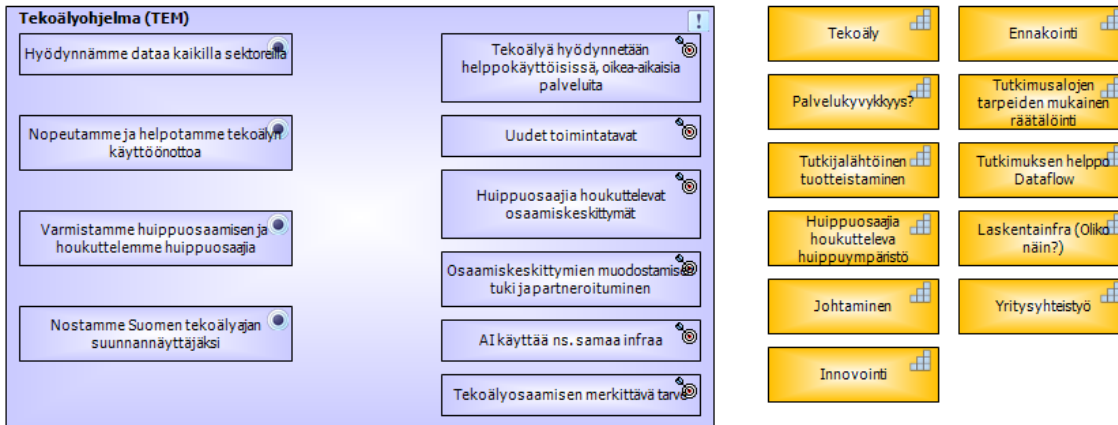 Tekoälyohjelma (TEM)
Hyödynnämme dataa kaikilla sektoreilla
Nopeutamme ja helpotamme tekoälyn
käyttöönottoa
Varmistamme huippuosaamisen ja
houkuttelemme huippuosaajia
Nostamme Suomen tekoälyajan
suunnannäyttäjäksi
Tekoälyä hyödynnetään
helppokäyttöisissä, oikea-aikaisia
palveluita
Uudet toimintatavat
Huippuosaajia houkuttelevat
osaamiskeskittymät
Osaamiskeskittymien muodostamisen
tuki ja partneroituminen
AI käyttää ns. samaa infraa
Tekoälyosaamisen merkittävä tarve
Tekoäly
Palvelukyvykkyys?
Tutkijalähtöinen
tuotteistaminen
Huippuosaajia
houkutteleva
huippuympäristö
Johtaminen
Innovointi
Ennakointi
Tutkimusalojen
tarpeiden mukainen
räätälöinti
Tutkimuksen helppo
Dataflow
Laskentainfra (Oliko
näin?)
Yritysyhteistyö